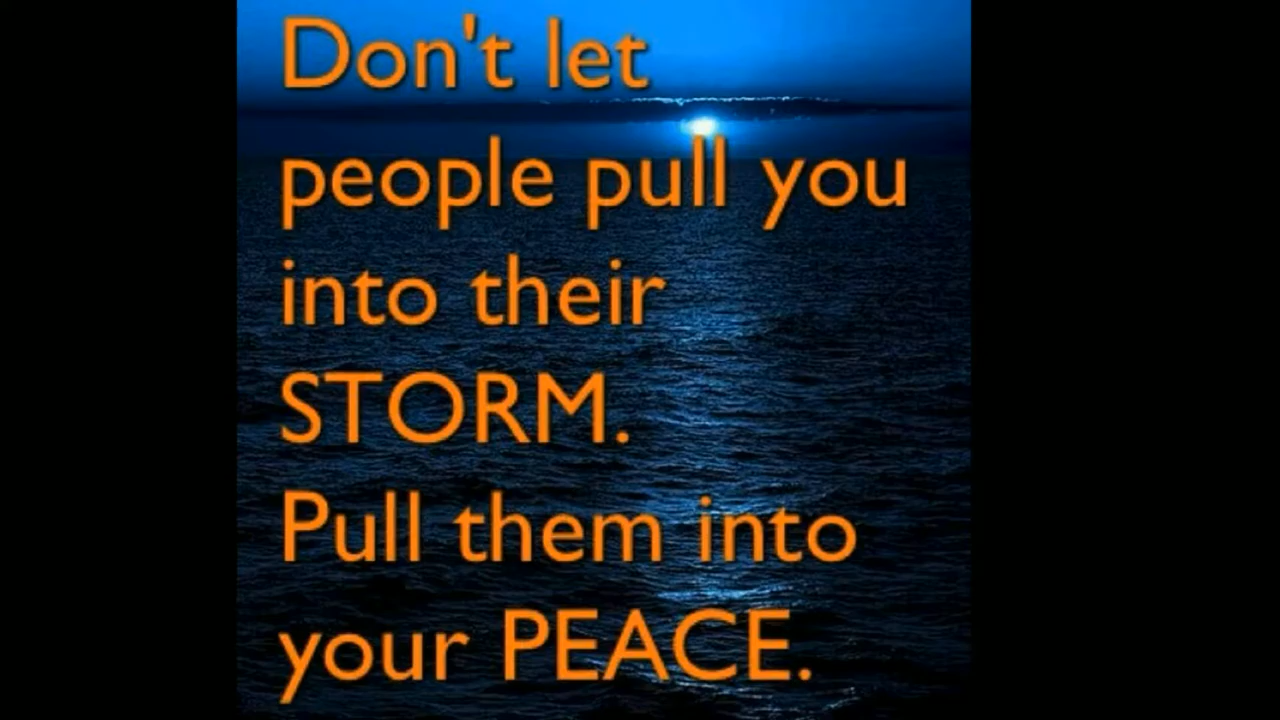 Don't let
people pull you
into their
STORM.
Pull them into
your PEACE.